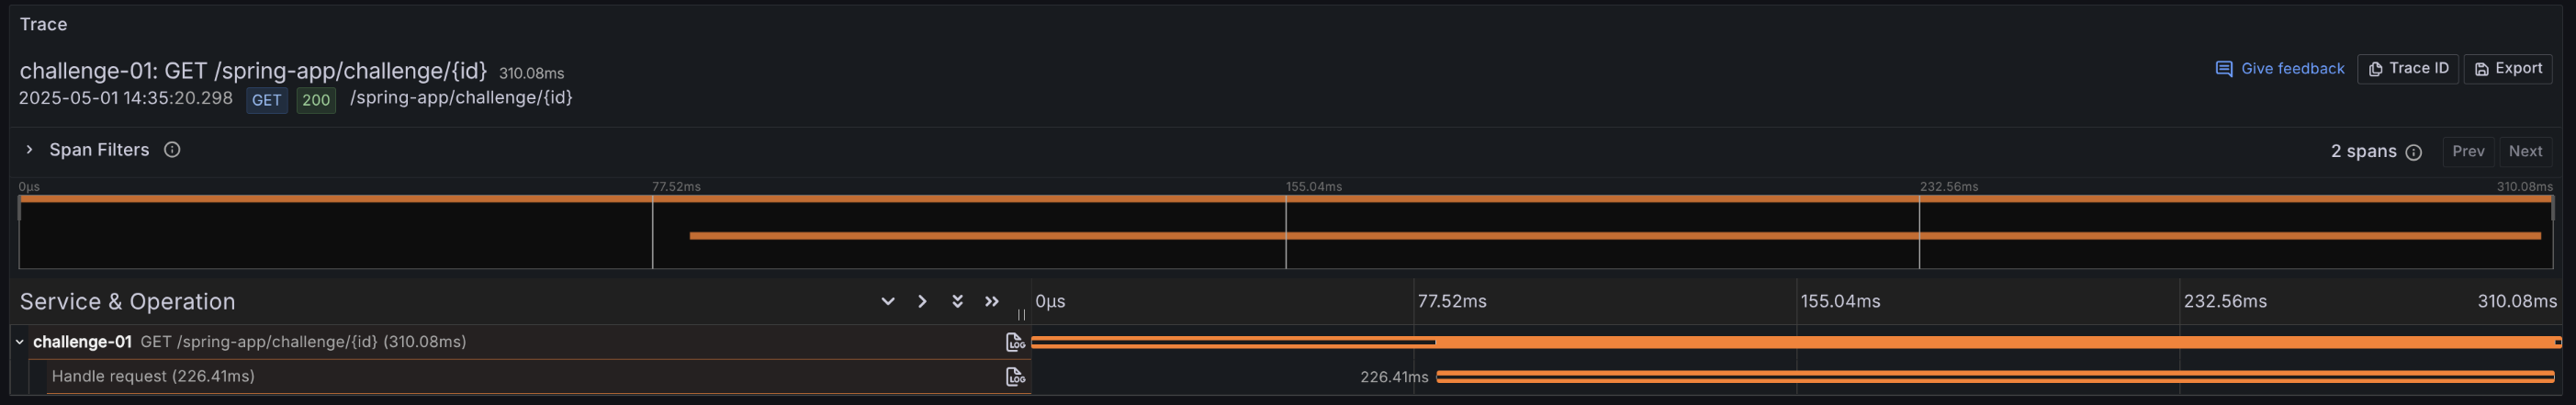 Trace
challenge-01: GET /spring-app/challenge/{id} 310.08ms
Give feedback Trace ID Export
2025-05-01 14:35:20.298 GET 200 /spring-app/challenge/{id}
Span Filters 2 spans Prev Next
0μs 77.52ms 155.04ms 232.56ms 310.08ms
Service & Operation 0μs 77.52ms 155.04ms 232.56ms 310.08ms
challenge-01 GET /spring-app/challenge/{id} (310.08ms) LOG
Handle request (226.41ms) LOG 226.41ms